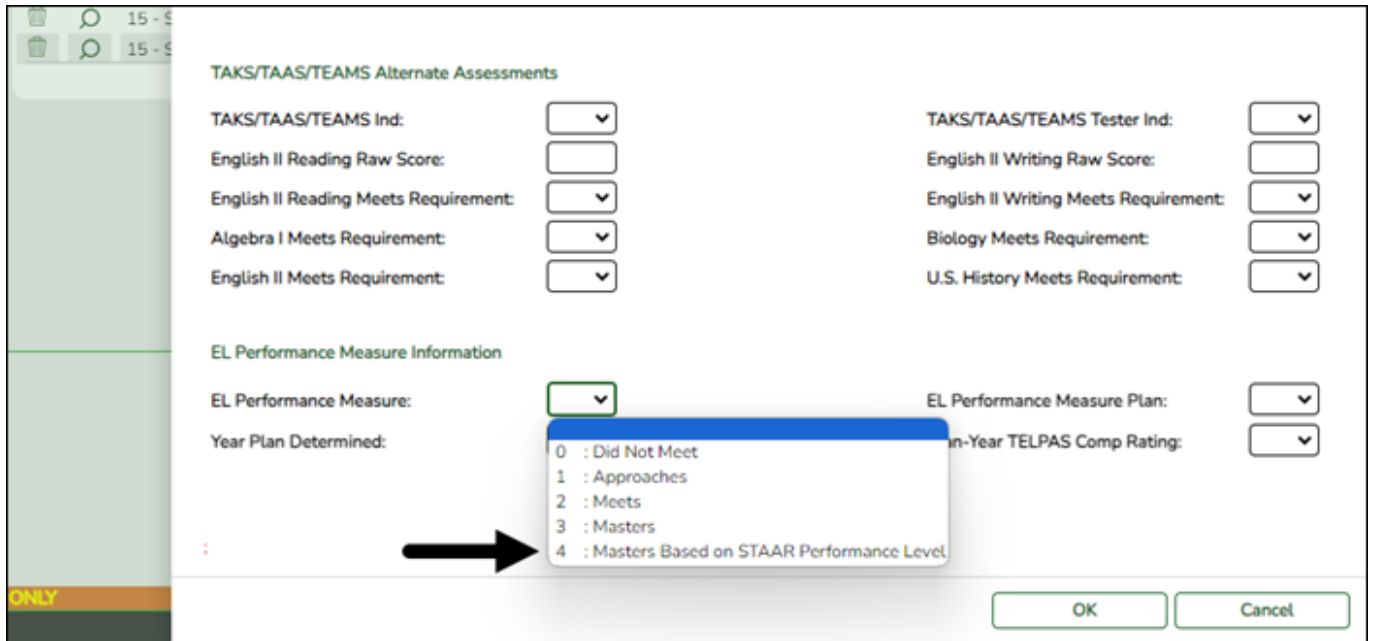 15 - S
15 - S
TAKS/TAAS/TEAMS Alternate Assessments
TAKS/TAAS/TEAMS Ind: TAKS/TAAS/TEAMS Tester Ind:
English II Reading Raw Score: English II Writing Raw Score:
English II Reading Meets Requirement: English II Writing Meets Requirement:
Algebra I Meets Requirement: Biology Meets Requirement:
English II Meets Requirement: U.S. History Meets Requirement:
EL Performance Measure Information
EL Performance Measure: EL Performance Measure Plan:
Year Plan Determined: -Year TELPAS Comp Rating:
0 : Did Not Meet
1 : Approaches
2 : Meets
3 : Masters
4 : Masters Based on STAAR Performance Level
:
ONLY
OK Cancel